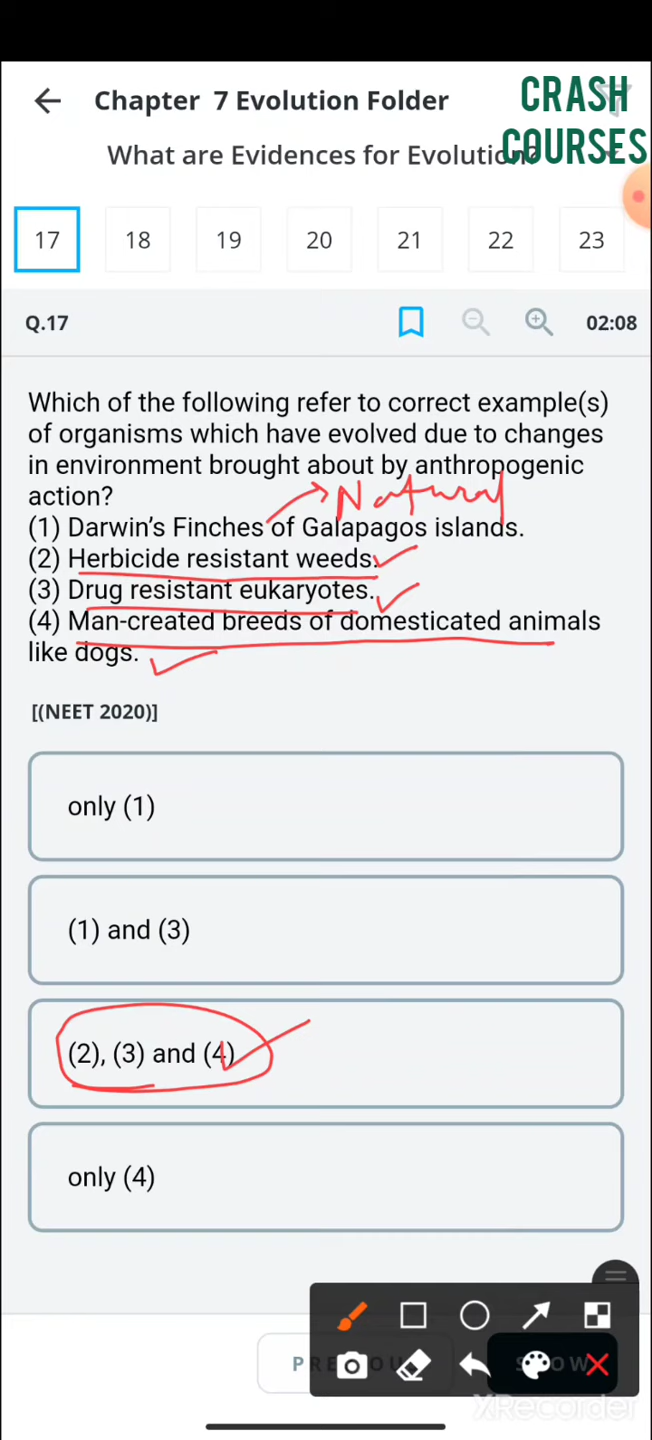 CRASH
COURSES
Chapter 7 Evolution Folder
What are Evidences for Evolution?
17 18 19 20 21 22 23
Q.17 02:08
Which of the following refer to correct example(s)
of organisms which have evolved due to changes
in environment brought about by anthropogenic
action?
Natural
(1) Darwin's Finches of Galapagos islands.
(2) Herbicide resistant weeds.
(3) Drug resistant eukaryotes.
(4) Man-created breeds of domesticated animals
like dogs.
[(NEET 2020)]
only (1)
(1) and (3)
(2), (3) and (4)
only (4)
XRecorder